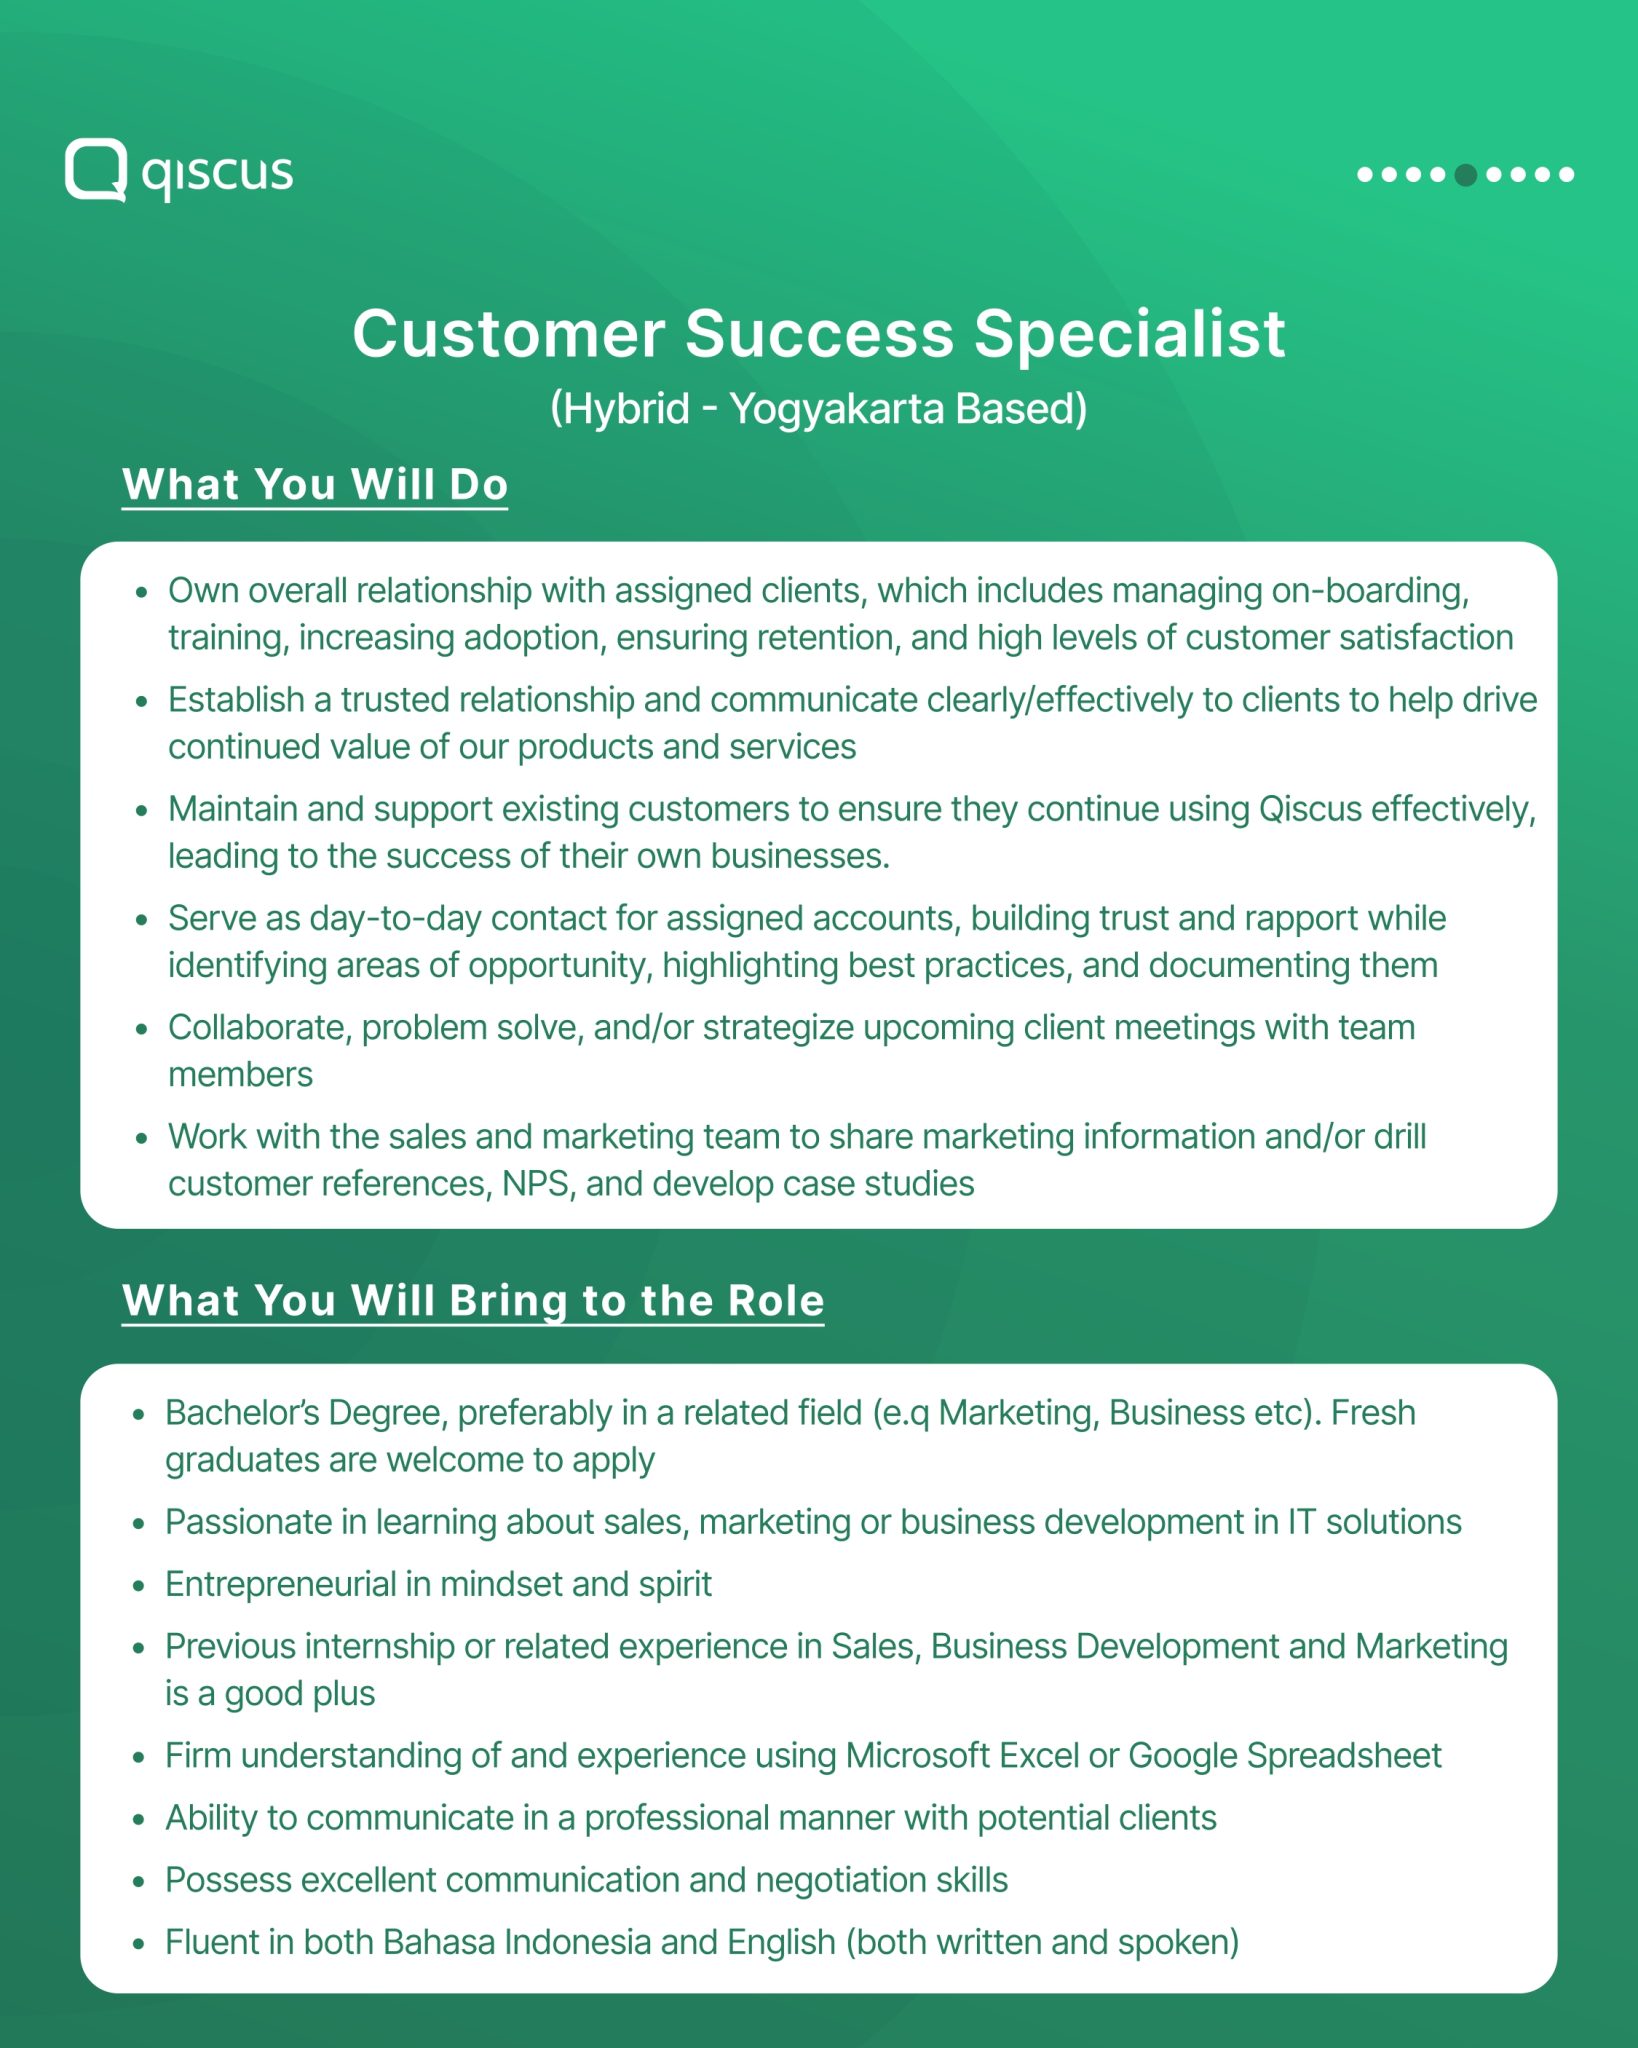 qiscus
Customer Success Specialist
(Hybrid - Yogyakarta Based)
What You Will Do
• Own overall relationship with assigned clients, which includes managing on-boarding,
training, increasing adoption, ensuring retention, and high levels of customer satisfaction
• Establish a trusted relationship and communicate clearly/effectively to clients to help drive
continued value of our products and services
• Maintain and support existing customers to ensure they continue using Qiscus effectively,
leading to the success of their own businesses.
• Serve as day-to-day contact for assigned accounts, building trust and rapport while
identifying areas of opportunity, highlighting best practices, and documenting them
• Collaborate, problem solve, and/or strategize upcoming client meetings with team
members
• Work with the sales and marketing team to share marketing information and/or drill
customer references, NPS, and develop case studies
What You Will Bring to the Role
• Bachelor’s Degree, preferably in a related field (e.q Marketing, Business etc). Fresh
graduates are welcome to apply
• Passionate in learning about sales, marketing or business development in IT solutions
• Entrepreneurial in mindset and spirit
• Previous internship or related experience in Sales, Business Development and Marketing
is a good plus
• Firm understanding of and experience using Microsoft Excel or Google Spreadsheet
• Ability to communicate in a professional manner with potential clients
• Possess excellent communication and negotiation skills
• Fluent in both Bahasa Indonesia and English (both written and spoken)